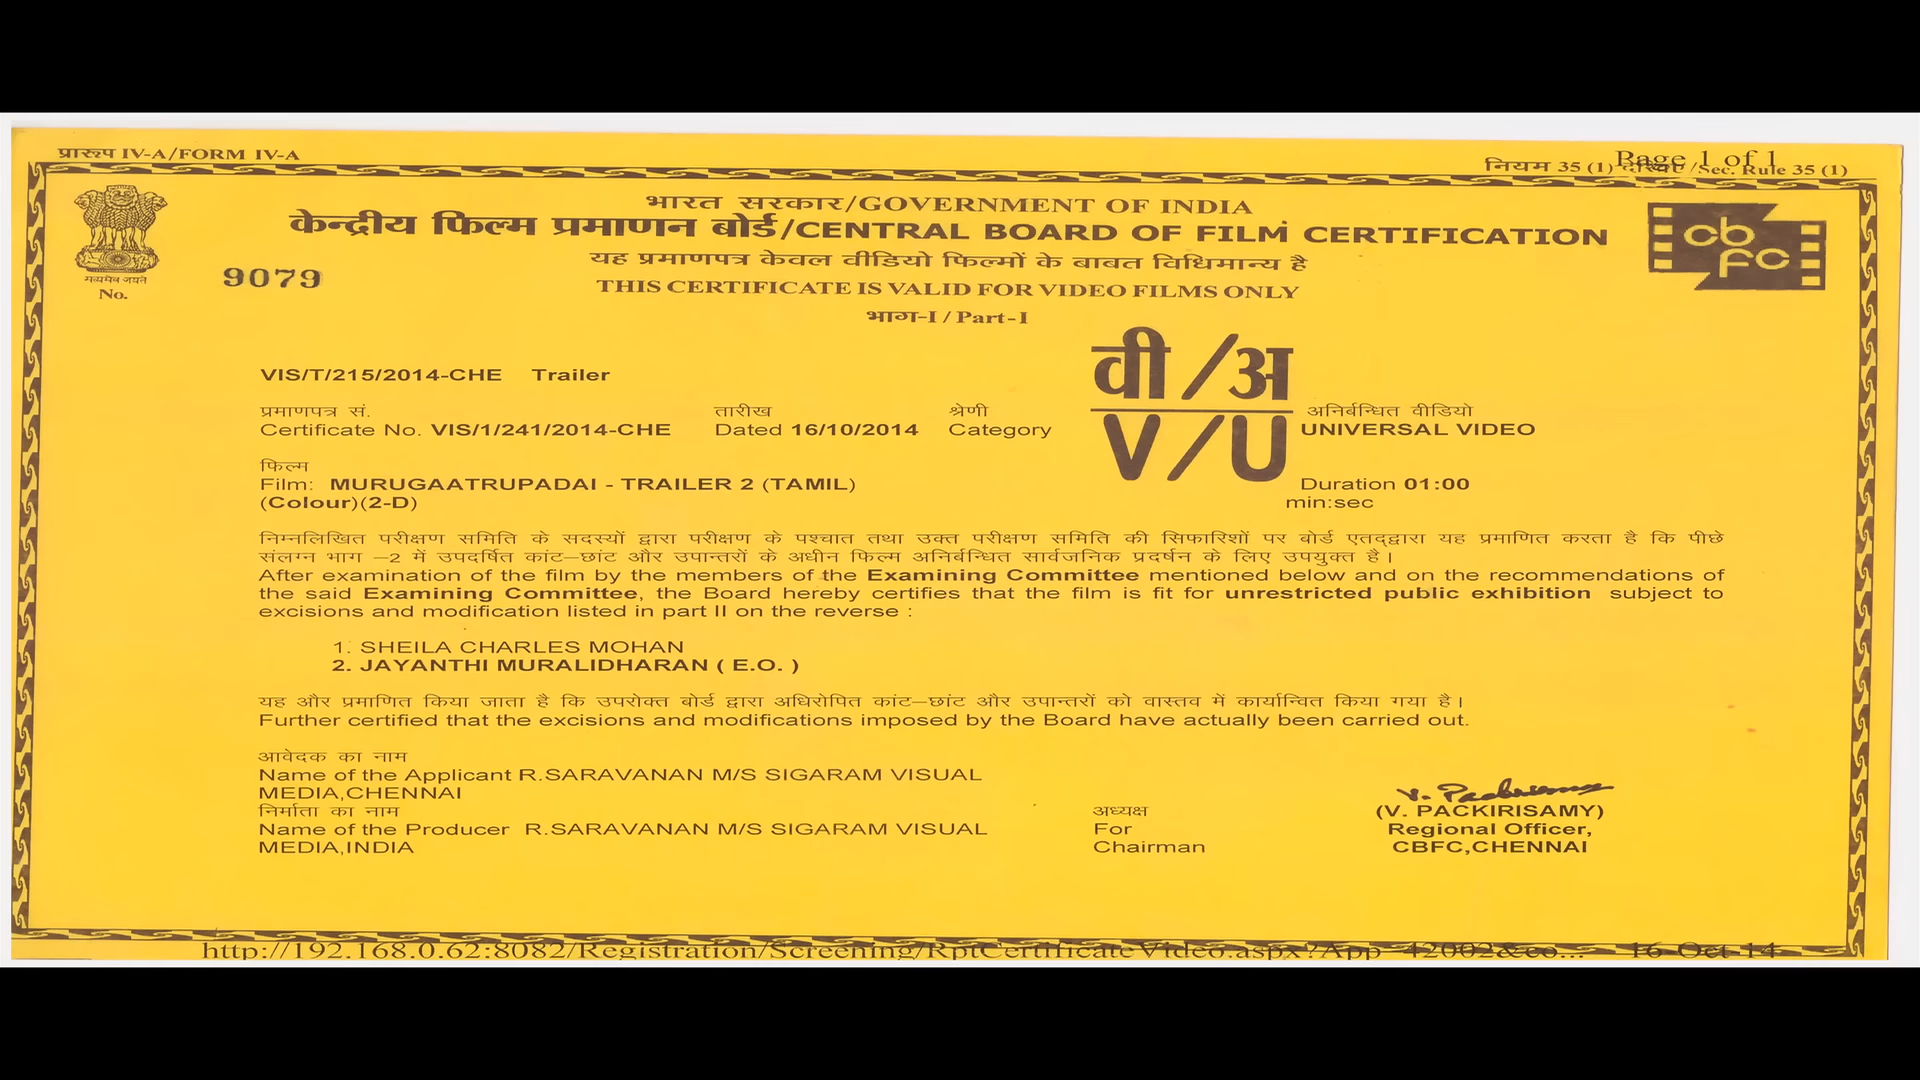 प्रारूप IV-A/FORM IV-A
Page 1 of 1
नियम 35 (1) /Sec. Rule 35 (1)
भारत सरकार/GOVERNMENT OF INDIA
केन्द्रीय फिल्म प्रमाणन बोर्ड/CENTRAL BOARD OF FILM CERTIFICATION
cb
fc
यह प्रमाणपत्र केवल वीडियो फिल्मों के बाबत विधिमान्य है
सत्यमेव जयते
No. 9079
THIS CERTIFICATE IS VALID FOR VIDEO FILMS ONLY
भाग-I / Part-I
VIS/T/215/2014-CHE Trailer
वी/अ
प्रमाणपत्र सं. तारीख श्रेणी अनिर्बन्धित वीडियो
Certificate No. VIS/1/241/2014-CHE Dated 16/10/2014 Category V/U UNIVERSAL VIDEO
फिल्म
Film: MURUGAATRUPADAI - TRAILER 2 (TAMIL) Duration 01:00
(Colour)(2-D) min:sec
निम्नलिखित परीक्षण समिति के सदस्यों द्वारा परीक्षण के पश्चात तथा उक्त परीक्षण समिति की सिफारिशों पर बोर्ड एतद्द्वारा यह प्रमाणित करता है कि पीछे
संलग्न भाग –2 में उपदर्षित कांट–छांट और उपान्तरों के अधीन फिल्म अनिर्बन्धित सार्वजनिक प्रदर्षन के लिए उपयुक्त है।
After examination of the film by the members of the Examining Committee mentioned below and on the recommendations of
the said Examining Committee, the Board hereby certifies that the film is fit for unrestricted public exhibition subject to
excisions and modification listed in part II on the reverse :
1. SHEILA CHARLES MOHAN
2. JAYANTHI MURALIDHARAN ( E.O. )
यह और प्रमाणित किया जाता है कि उपरोक्त बोर्ड द्वारा अधिरोपित कांट–छांट और उपान्तरों को वास्तव में कार्यान्वित किया गया है।
Further certified that the excisions and modifications imposed by the Board have actually been carried out.
आवेदक का नाम
Name of the Applicant R.SARAVANAN M/S SIGARAM VISUAL
MEDIA,CHENNAI
निर्माता का नाम
Name of the Producer R.SARAVANAN M/S SIGARAM VISUAL
MEDIA,INDIA
अध्यक्ष
For
Chairman
V. Packirisamy
(V. PACKIRISAMY)
Regional Officer,
CBFC,CHENNAI
http://192.168.0.62:8082/Registration/Screening/RptCertificateVideo.aspx?App 42002&co... 16-Oct-14